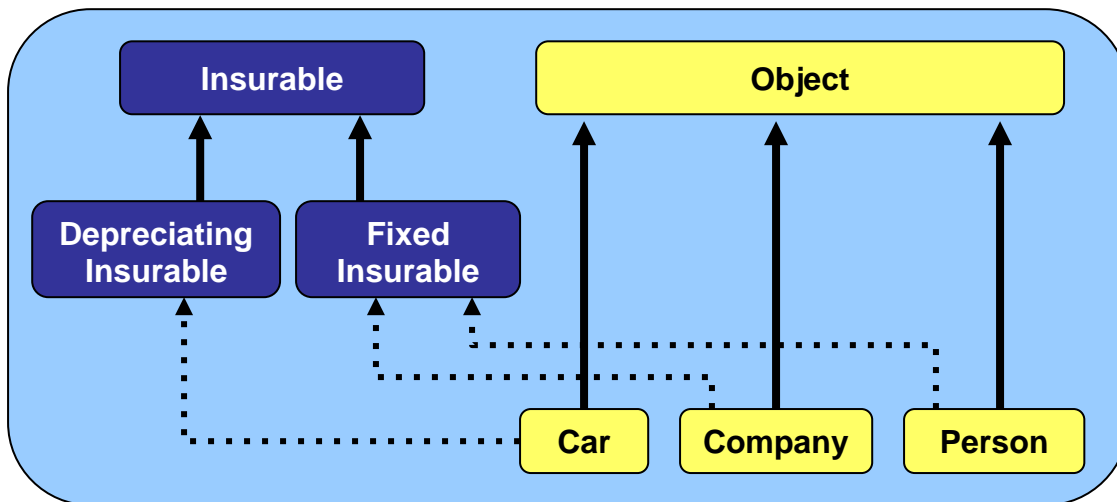 Insurable
Object
Depreciating
Insurable
Fixed
Insurable
Car
Company
Person